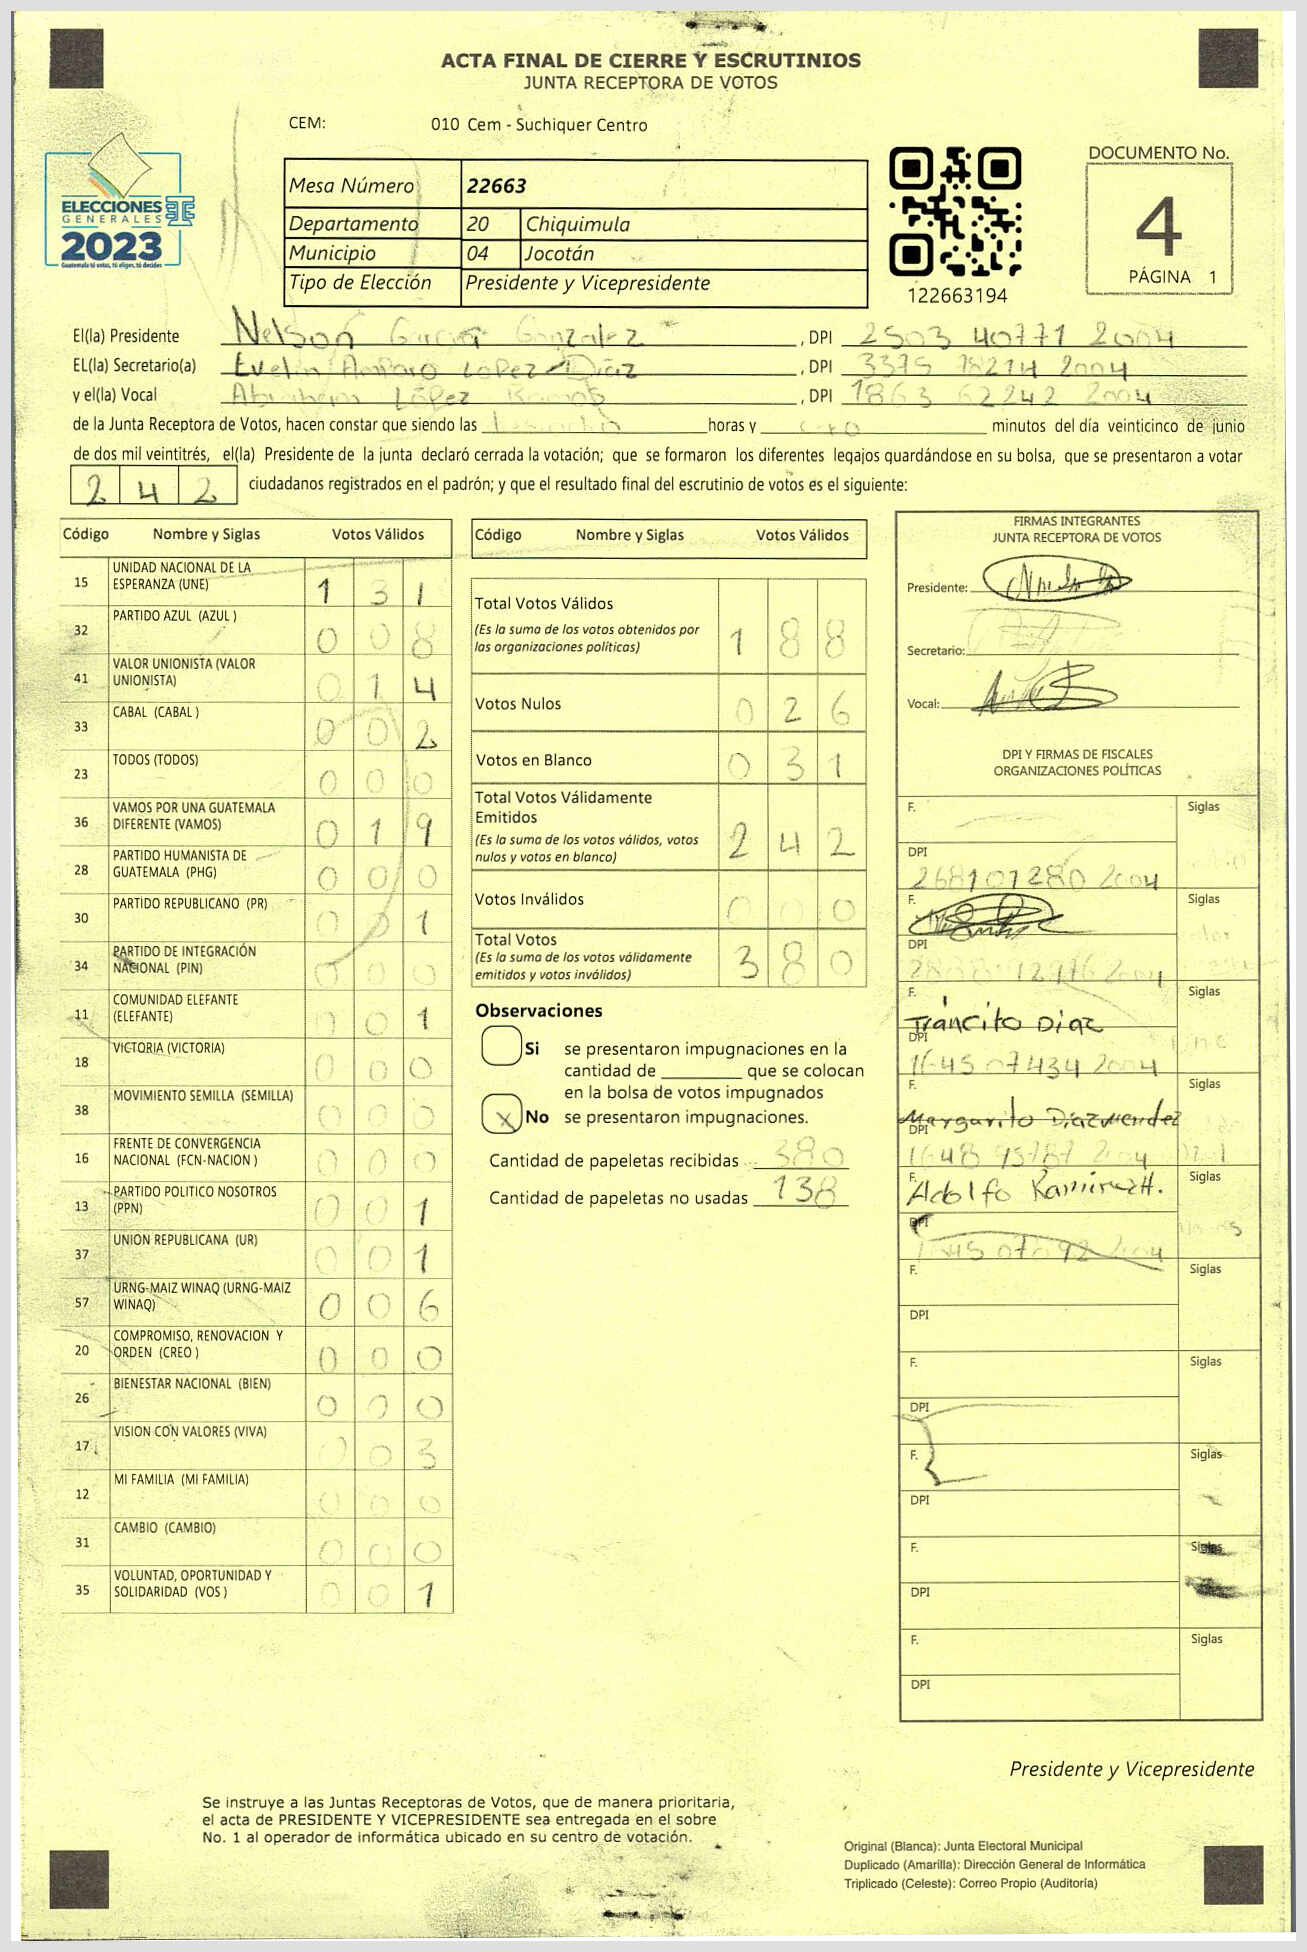 ACTA FINAL DE CIERRE Y ESCRUTINIOS
JUNTA RECEPTORA DE VOTOS
CEM: 010 Cem - Suchiquer Centro
ELECCIONES
GENERALES
2023
Guatemala tú votas, tú eliges, tú decides
Mesa Número 22663
Departamento 20 Chiquimula
Municipio 04 Jocotán
Tipo de Elección Presidente y Vicepresidente
122663194
DOCUMENTO No.
4
PÁGINA 1
El(la) Presidente Nelson García Gonzalez, DPI 2503 40771 2004
EL(la) Secretario(a) Evelin Amparo López Díaz, DPI 3375 78214 2004
y el(la) Vocal Abraham López Ramos, DPI 1863 62242 2004
de la Junta Receptora de Votos, hacen constar que siendo las horas y cero minutos del día veinticinco de junio
de dos mil veintitrés, el(la) Presidente de la junta declaró cerrada la votación; que se formaron los diferentes legajos guardándose en su bolsa, que se presentaron a votar
2 4 2 ciudadanos registrados en el padrón; y que el resultado final del escrutinio de votos es el siguiente:
Código Nombre y Siglas Votos Válidos
15 UNIDAD NACIONAL DE LA ESPERANZA (UNE) 1 3 1
32 PARTIDO AZUL (AZUL ) 0 0 8
41 VALOR UNIONISTA (VALOR UNIONISTA) 0 1 4
33 CABAL (CABAL ) 0 0 2
23 TODOS (TODOS) 0 0 0
36 VAMOS POR UNA GUATEMALA DIFERENTE (VAMOS) 0 1 9
28 PARTIDO HUMANISTA DE GUATEMALA (PHG) 0 0 0
30 PARTIDO REPUBLICANO (PR) 0 0 1
34 PARTIDO DE INTEGRACIÓN NACIONAL (PIN) 0 0 0
11 COMUNIDAD ELEFANTE (ELEFANTE) 0 0 1
18 VICTORIA (VICTORIA) 0 0 0
38 MOVIMIENTO SEMILLA (SEMILLA) 0 0 0
16 FRENTE DE CONVERGENCIA NACIONAL (FCN-NACION ) 0 0 0
13 PARTIDO POLITICO NOSOTROS (PPN) 0 0 1
37 UNION REPUBLICANA (UR) 0 0 1
57 URNG-MAIZ WINAQ (URNG-MAIZ WINAQ) 0 0 6
20 COMPROMISO, RENOVACION Y ORDEN (CREO ) 0 0 0
26 BIENESTAR NACIONAL (BIEN) 0 0 0
17 VISION CON VALORES (VIVA) 0 0 3
12 MI FAMILIA (MI FAMILIA) 0 0 0
31 CAMBIO (CAMBIO) 0 0 0
35 VOLUNTAD, OPORTUNIDAD Y SOLIDARIDAD (VOS ) 0 0 1
Código Nombre y Siglas Votos Válidos
Total Votos Válidos 1 8 8
(Es la suma de los votos obtenidos por
las organizaciones políticas)
Votos Nulos 0 2 6
Votos en Blanco 0 3 1
Total Votos Válidamente
Emitidos 2 4 2
(Es la suma de los votos válidos, votos
nulos y votos en blanco)
Votos Inválidos 0 0 0
Total Votos 3 8 0
(Es la suma de los votos válidamente
emitidos y votos inválidos)
Observaciones
Si se presentaron impugnaciones en la
cantidad de ________ que se colocan
en la bolsa de votos impugnados
X No se presentaron impugnaciones.
Cantidad de papeletas recibidas 380
Cantidad de papeletas no usadas 138
FIRMAS INTEGRANTES
JUNTA RECEPTORA DE VOTOS
Presidente:
Secretario:
Vocal:
DPI Y FIRMAS DE FISCALES
ORGANIZACIONES POLÍTICAS
F. Siglas
DPI
268101280 2004
F. Siglas
DPI
F. Siglas
Tráncito Díaz
DPI
1645 07434 2004
F. Siglas
Margarito Díaz Mendez
DPI
1648 95787 2004
F. Siglas
Adolfo Ramirez H.
DPI
1645 07092 2004
F. Siglas
DPI
F. Siglas
DPI
F. Siglas
DPI
F. Siglas
DPI
F. Siglas
DPI
Presidente y Vicepresidente
Se instruye a las Juntas Receptoras de Votos, que de manera prioritaria,
el acta de PRESIDENTE Y VICEPRESIDENTE sea entregada en el sobre
No. 1 al operador de informática ubicado en su centro de votación.
Original (Blanca): Junta Electoral Municipal
Duplicado (Amarilla): Dirección General de Informática
Triplicado (Celeste): Correo Propio (Auditoría)